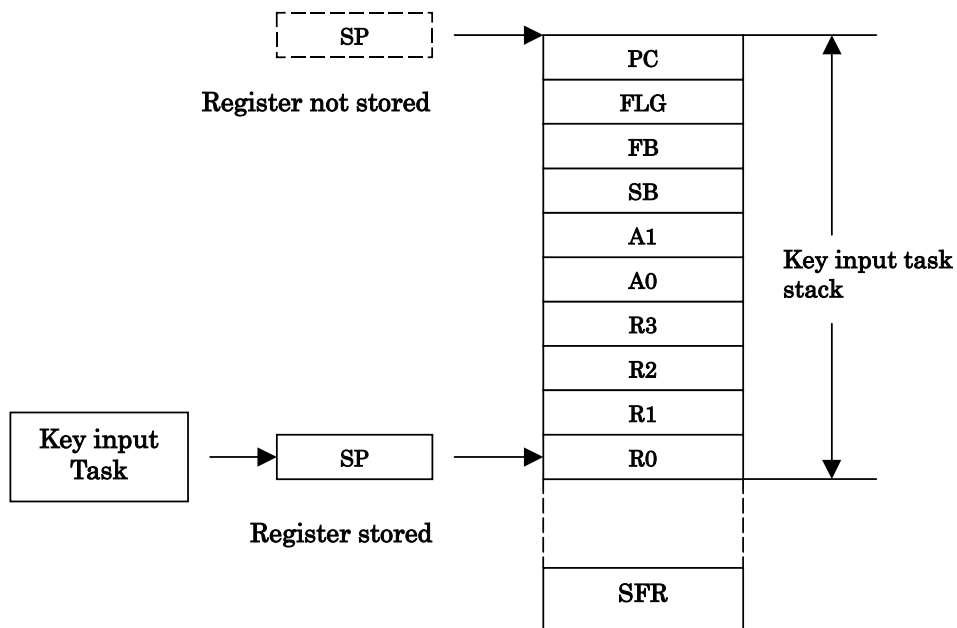 SP
Register not stored
PC
FLG
FB
SB
A1
A0
R3
R2
R1
R0
Key input task
stack
Key input
Task
SP
Register stored
SFR